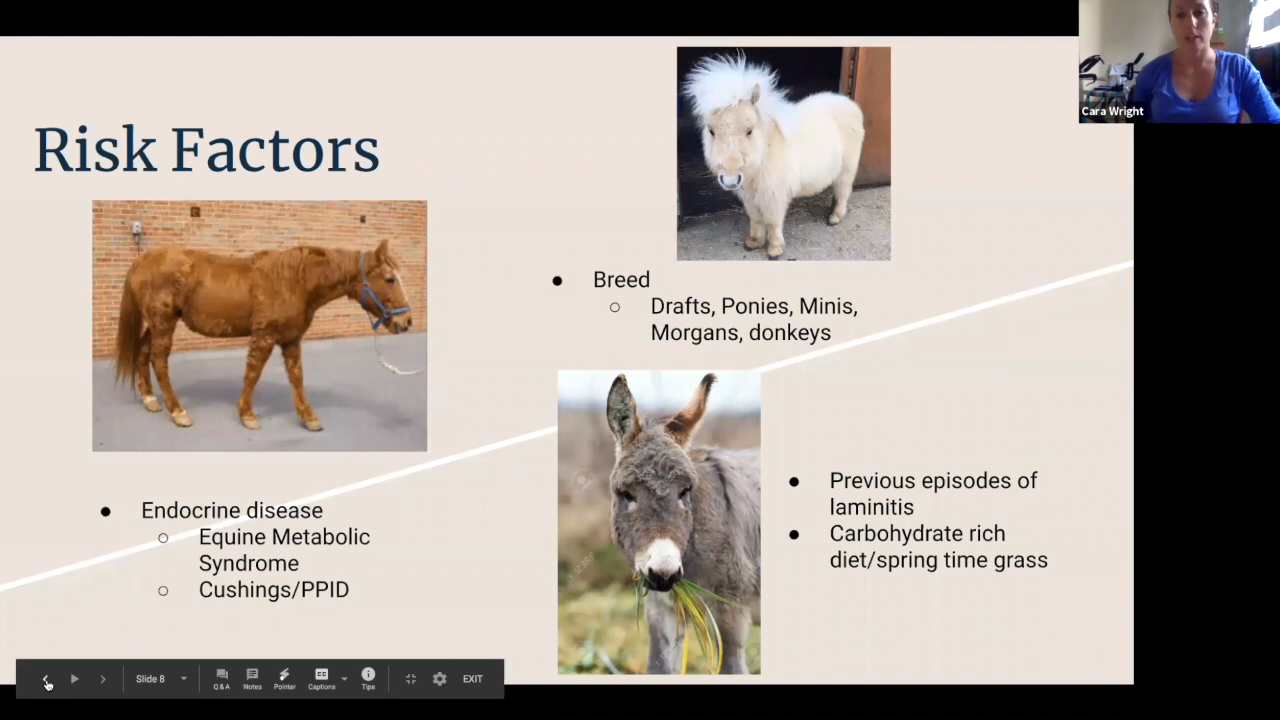 Cara Wright
Risk Factors
Breed
Drafts, Ponies, Minis,
Morgans, donkeys
Endocrine disease
Equine Metabolic
Syndrome
Cushings/PPID
Previous episodes of
laminitis
Carbohydrate rich
diet/spring time grass
Slide 8
Q & A
Notes
Pointer
CC
Captions
Tips
EXIT